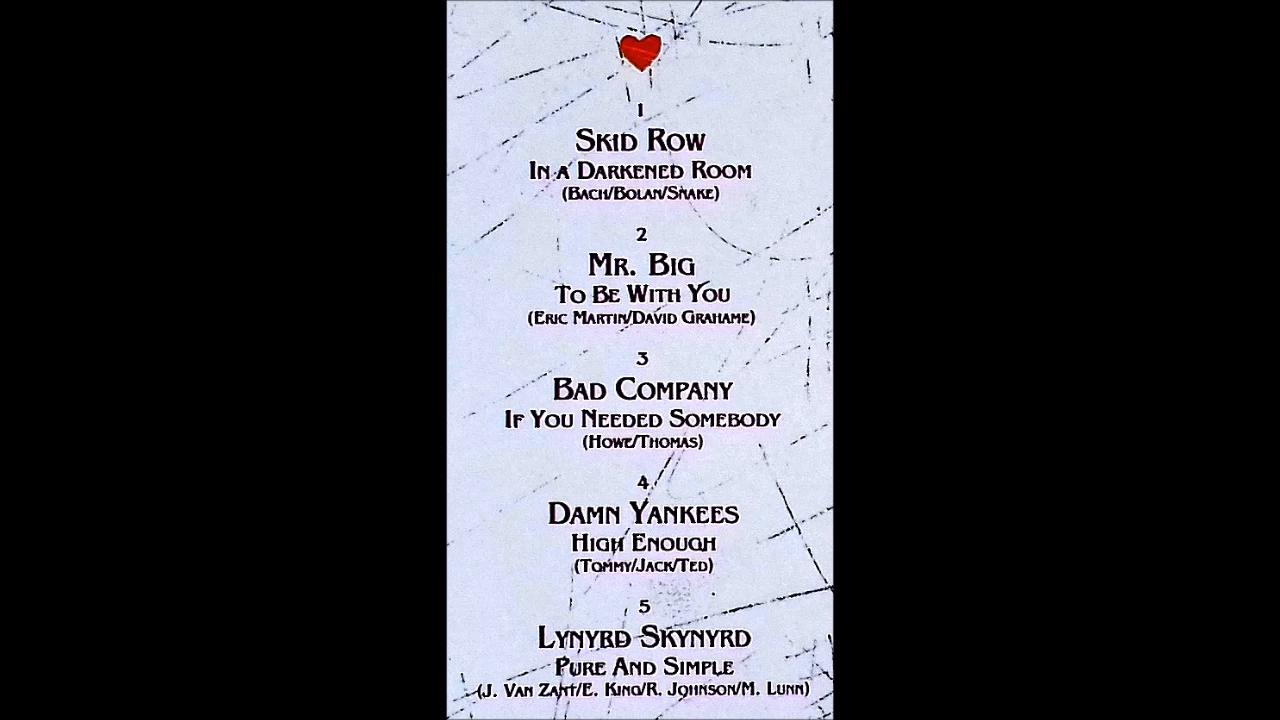 1
Skid Row
In a Darkened Room
(Bach/Bolan/Snake)
2
Mr. Big
To Be With You
(Eric Martin/David Grahame)
3
Bad Company
If You Needed Somebody
(Howe/Thomas)
4
Damn Yankees
High Enough
(Tommy/Jack/Ted)
5
Lynyrd Skynyrd
Pure And Simple
(J. Van Zant/E. King/R. Johnson/M. Lunn)